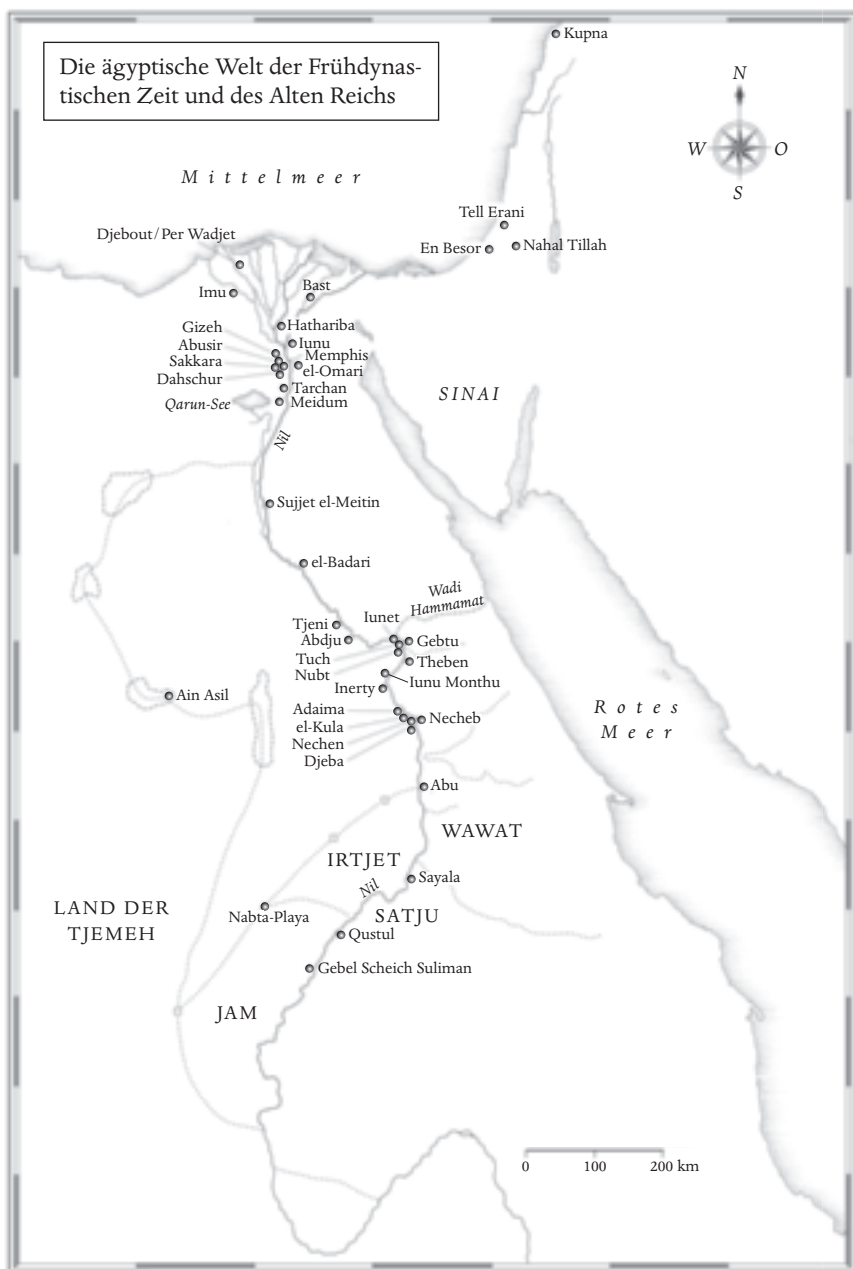 Die ägyptische Welt der Frühdynas-
tischen Zeit und des Alten Reichs
Kupna
N
W
O
S
Mittelmeer
Tell Erani
Djebout/Per Wadjet
En Besor
Nahal Tillah
Imu
Bast
Hathariba
Gizeh
Iunu
Abusir
Memphis
Sakkara
el-Omari
Dahschur
Tarchan
Qarun-See
Meidum
SINAI
Nil
Sujjet el-Meitin
el-Badari
Wadi
Hammamat
Iunet
Tjeni
Abdju
Gebtu
Tuch
Theben
Nubt
Iunu Monthu
Inerty
Ain Asil
Adaima
el-Kula
Necheb
Nechen
Djeba
Rotes
Meer
Abu
WAWAT
IRTJET
Sayala
Nil
LAND DER
TJEMEH
Nabta-Playa
SATJU
Qustul
Gebel Scheich Suliman
JAM
0 100 200 km